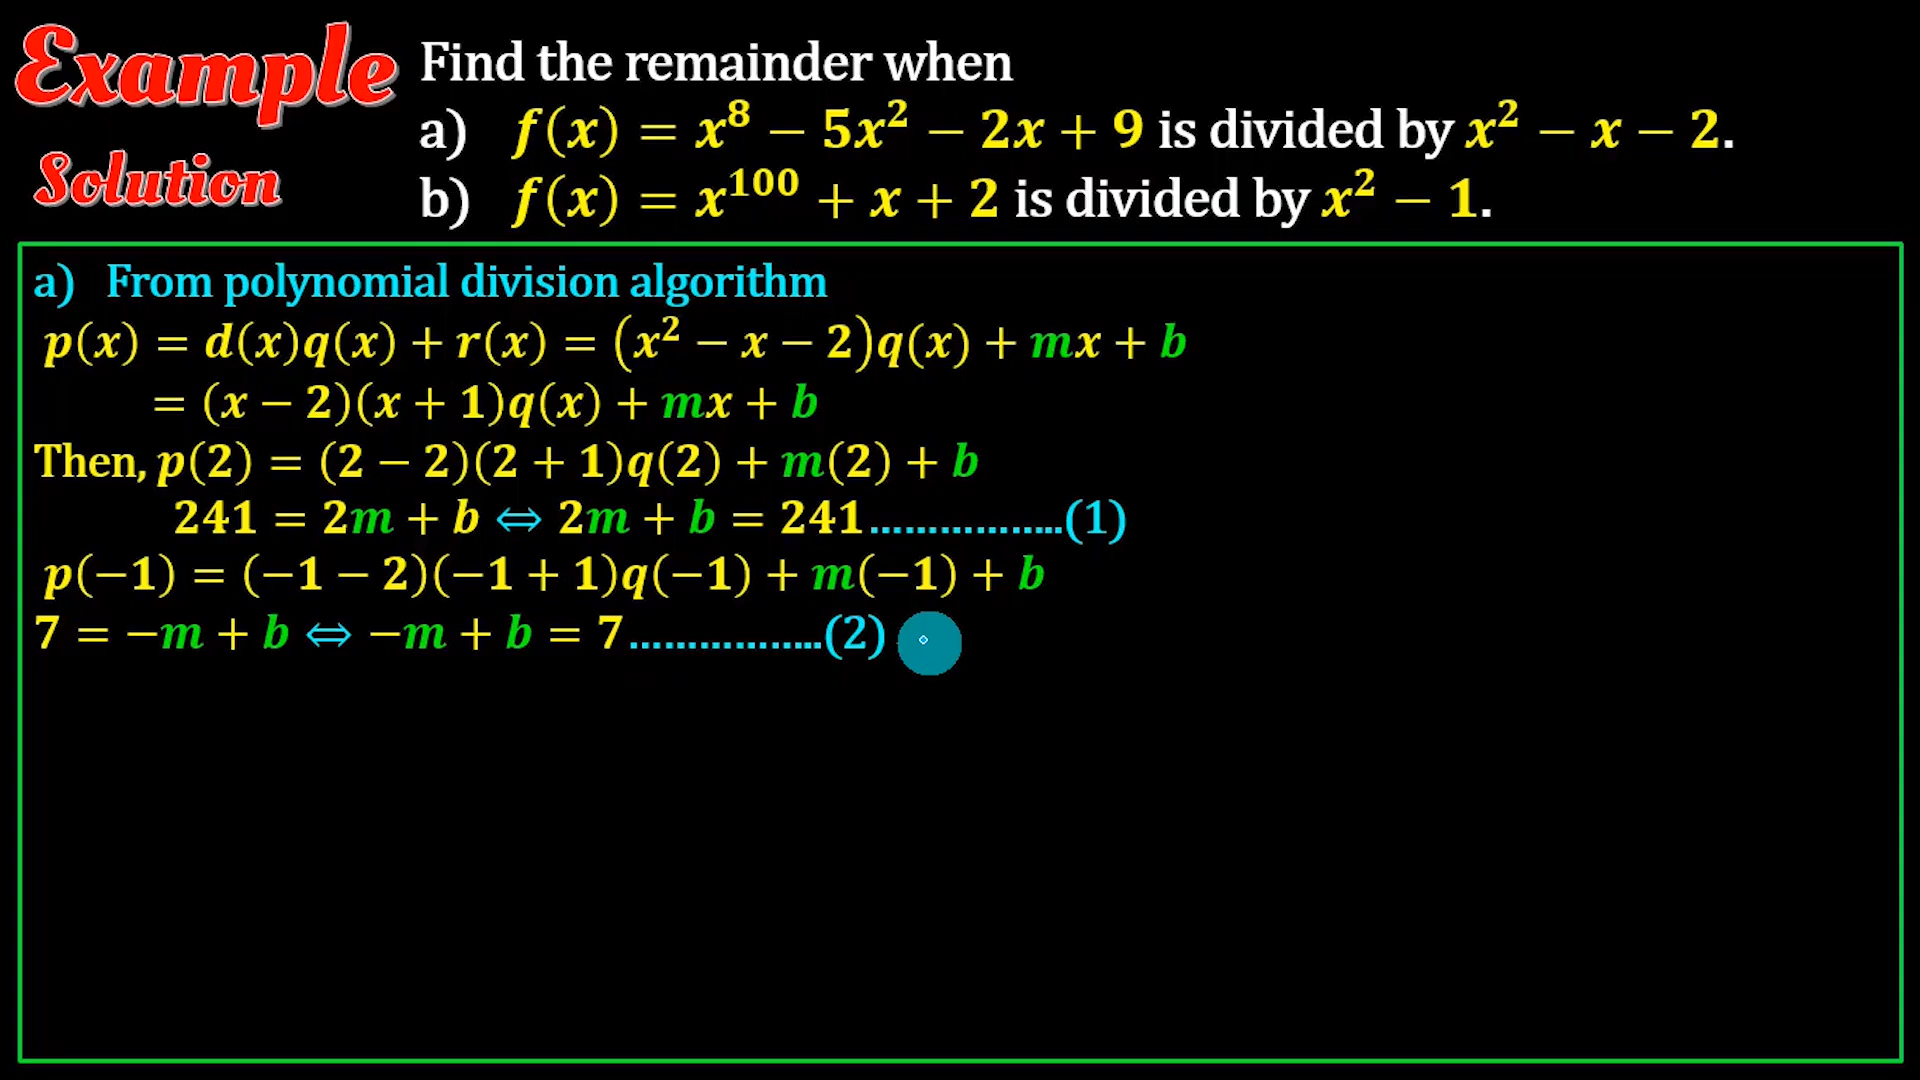 Example
Find the remainder when
a) f(x) = x⁸ − 5x² − 2x + 9 is divided by x² − x − 2.
Solution
b) f(x) = x¹⁰⁰ + x + 2 is divided by x² − 1.
a) From polynomial division algorithm
p(x) = d(x)q(x) + r(x) = (x² − x − 2)q(x) + mx + b
= (x − 2)(x + 1)q(x) + mx + b
Then, p(2) = (2 − 2)(2 + 1)q(2) + m(2) + b
241 = 2m + b ⇔ 2m + b = 241.................(1)
p(−1) = (−1 − 2)(−1 + 1)q(−1) + m(−1) + b
7 = −m + b ⇔ −m + b = 7.................(2)